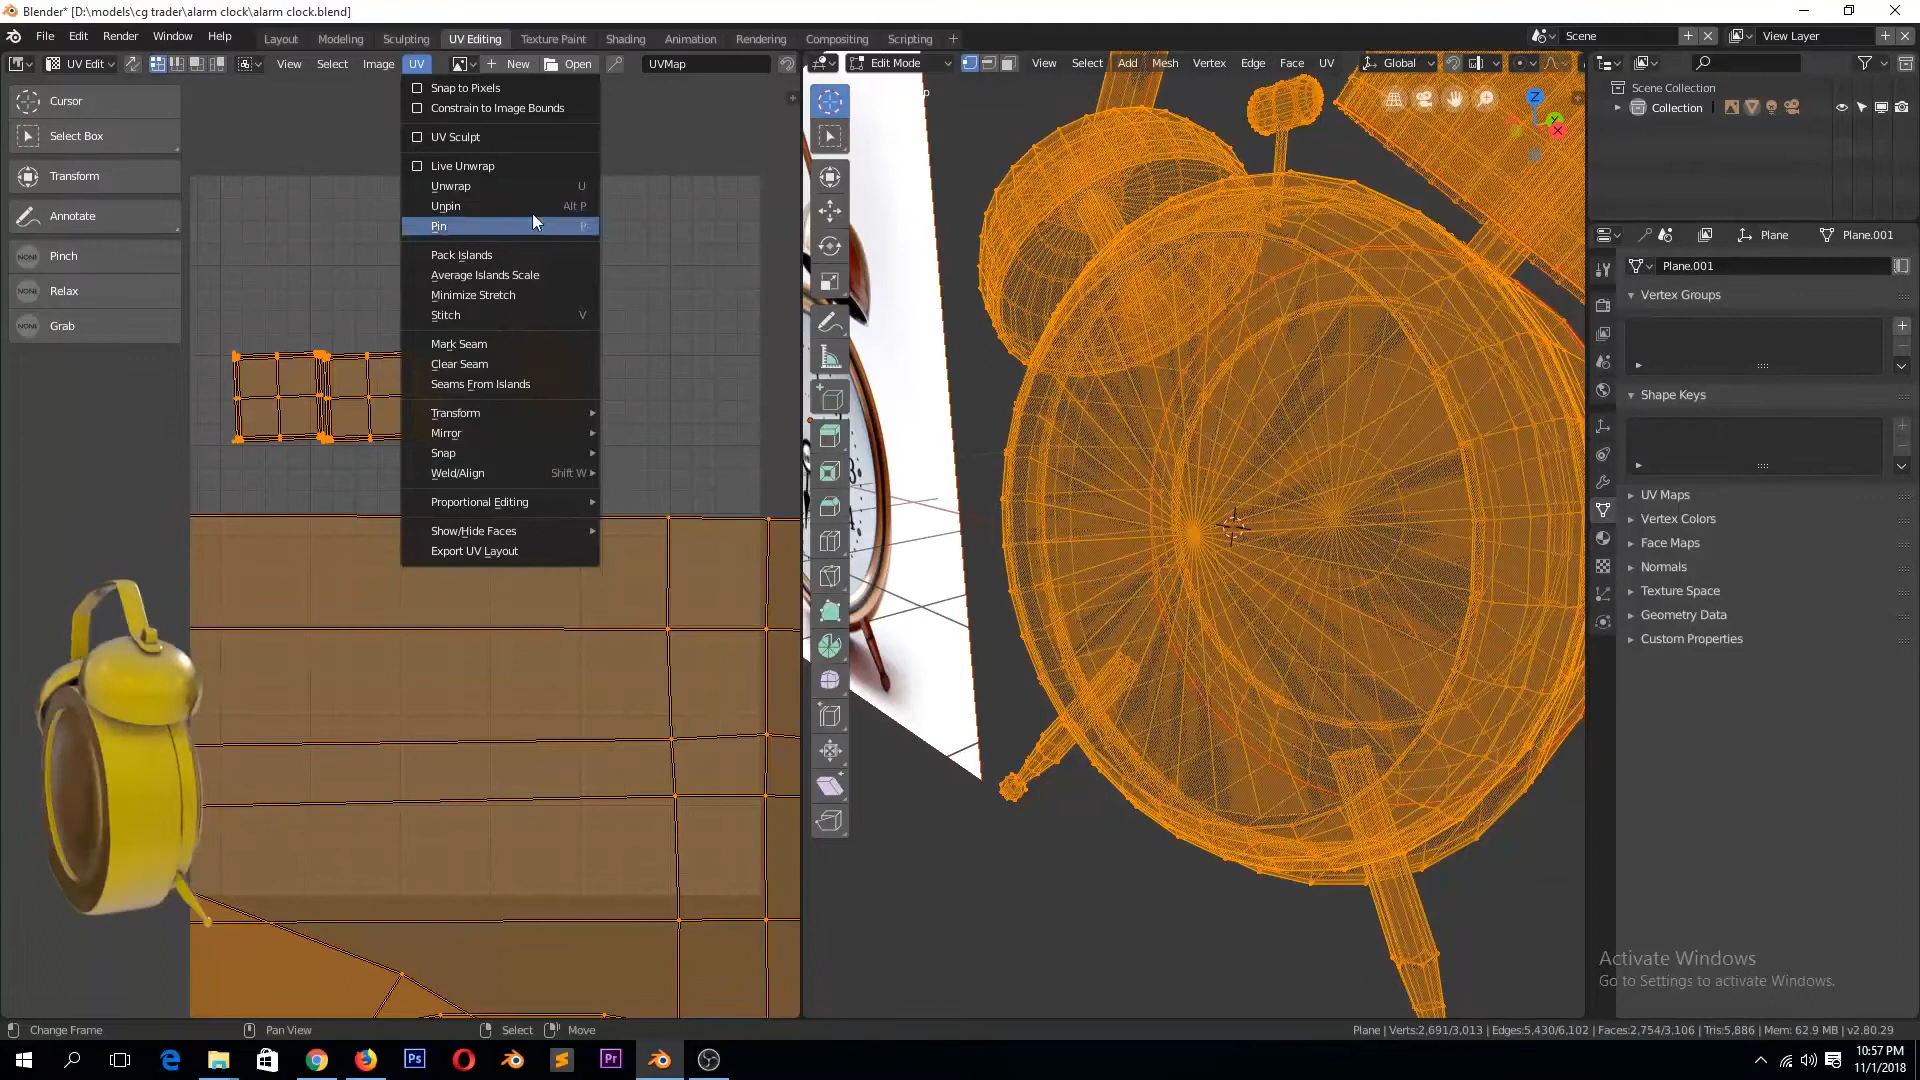 Blender* [D:\models\cg trader\alarm clock\alarm clock.blend]
File Edit Render Window Help
Layout Modeling Sculpting UV Editing Texture Paint Shading Animation Rendering Compositing Scripting +
Scene
View Layer
UV Edit View Select Image UV New Open UVMap
Edit Mode View Select Add Mesh Vertex Edge Face UV Global
Cursor
Select Box
Transform
Annotate
NONE Pinch
NONE Relax
NONE Grab
Snap to Pixels
Constrain to Image Bounds
UV Sculpt
Live Unwrap
Unwrap U
Unpin Alt P
Pin P
Pack Islands
Average Islands Scale
Minimize Stretch
Stitch V
Mark Seam
Clear Seam
Seams From Islands
Transform
Mirror
Snap
Weld/Align Shift W
Proportional Editing
Show/Hide Faces
Export UV Layout
Z
Y
X
Scene Collection
Collection
Plane Plane.001
Plane.001
Vertex Groups
Shape Keys
UV Maps
Vertex Colors
Face Maps
Normals
Texture Space
Geometry Data
Custom Properties
Activate Windows
Go to Settings to activate Windows.
Change Frame Pan View Select Move
Plane | Verts:2,691/3,013 | Edges:5,430/6,102 | Faces:2,754/3,106 | Tris:5,886 | Mem: 62.9 MB | v2.80.29
Ps
Pr
10:57 PM
11/1/2018